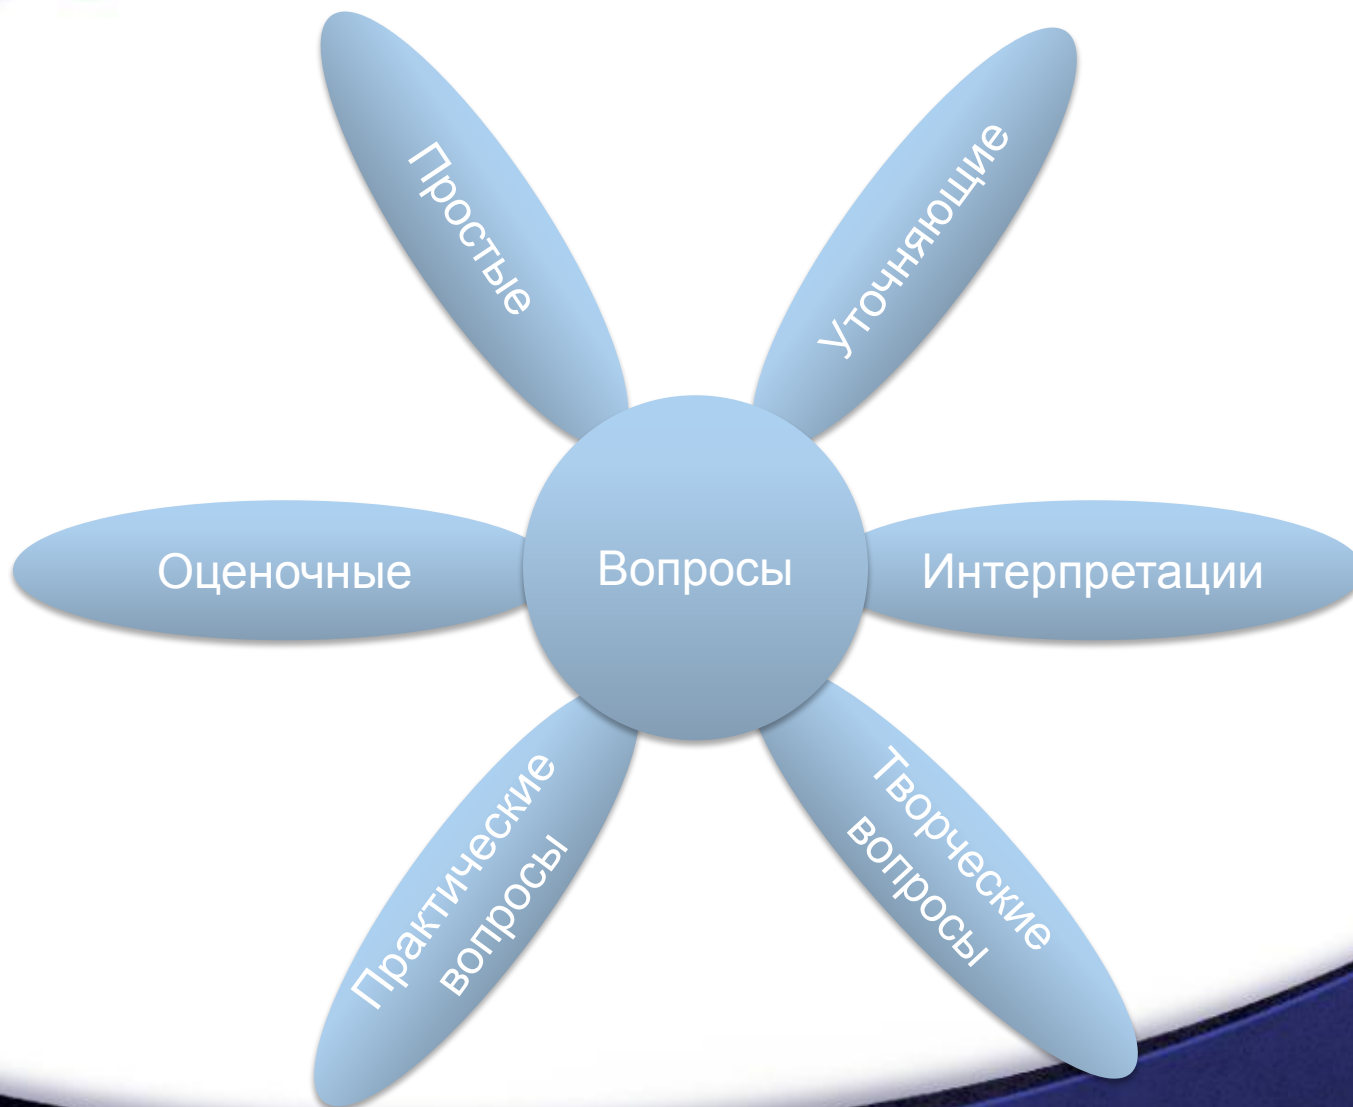 Простые
Уточняющие
Оценочные
Вопросы
Интерпретации
Практические
вопросы
Творческие
вопросы